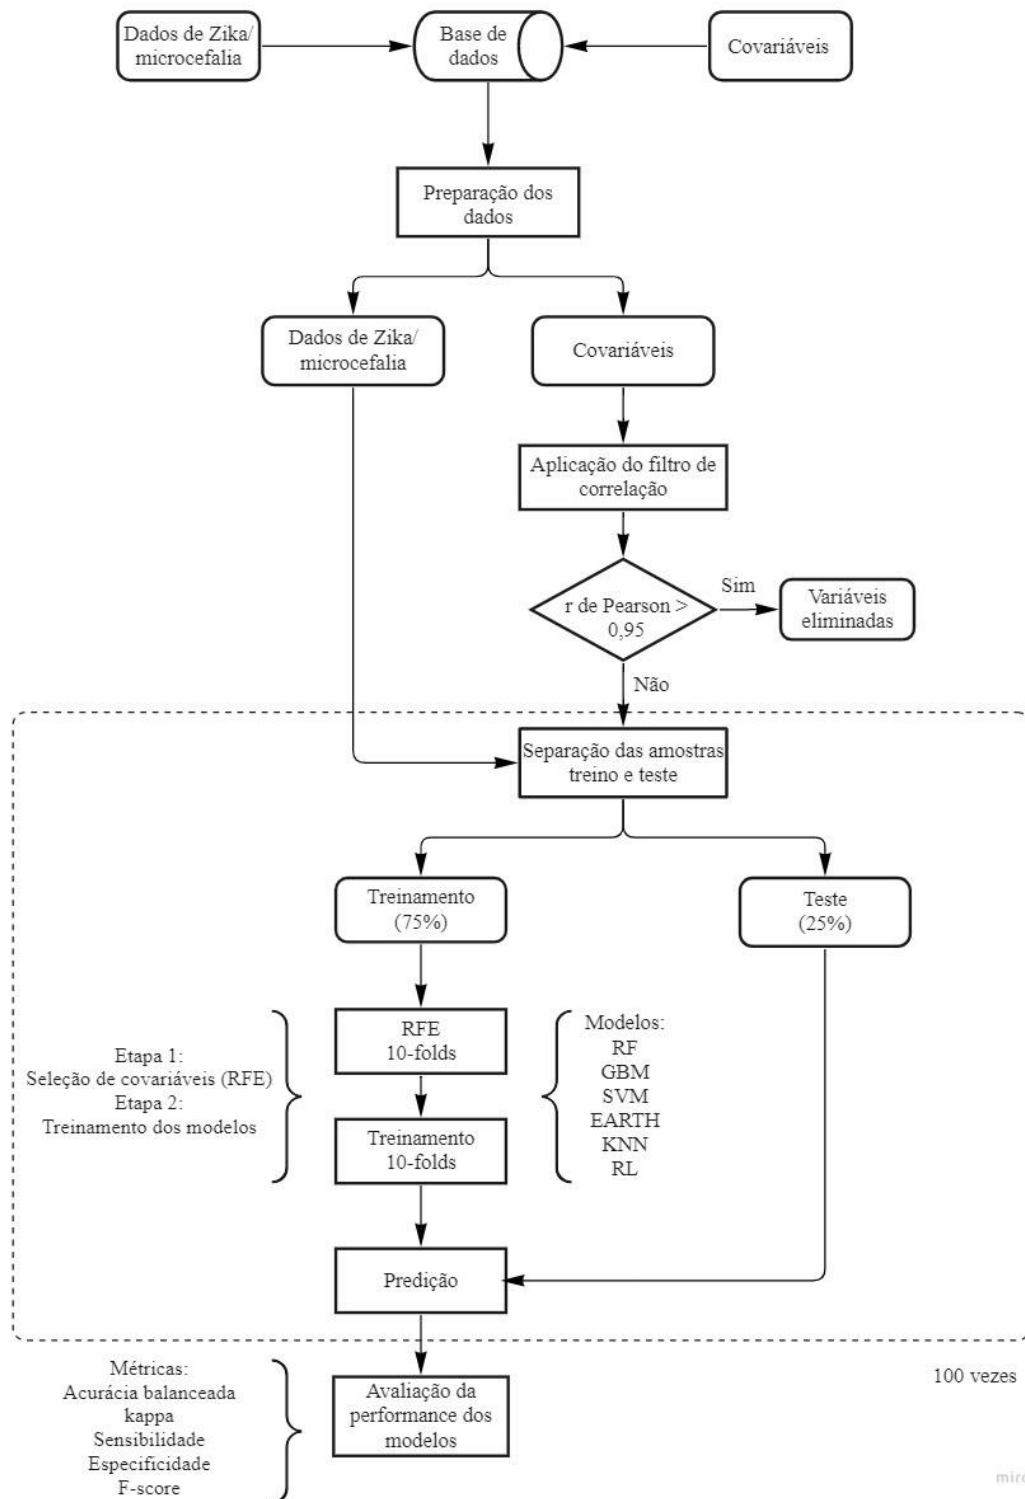 Dados de Zika/
microcefalia
Base de
dados
Covariáveis
Preparação dos
dados
Dados de Zika/
microcefalia
Covariáveis
Aplicação do filtro de
correlação
r de Pearson >
0,95
Sim
Variáveis
eliminadas
Não
Separação das amostras
treino e teste
Treinamento
(75%)
Teste
(25%)
Etapa 1:
Seleção de covariáveis (RFE)
Etapa 2:
Treinamento dos modelos
RFE
10-folds
Treinamento
10-folds
Modelos:
RF
GBM
SVM
EARTH
KNN
RL
Predição
Métricas:
Acurácia balanceada
kappa
Sensibilidade
Especificidade
F-score
Avaliação da
performance dos
modelos
100 vezes